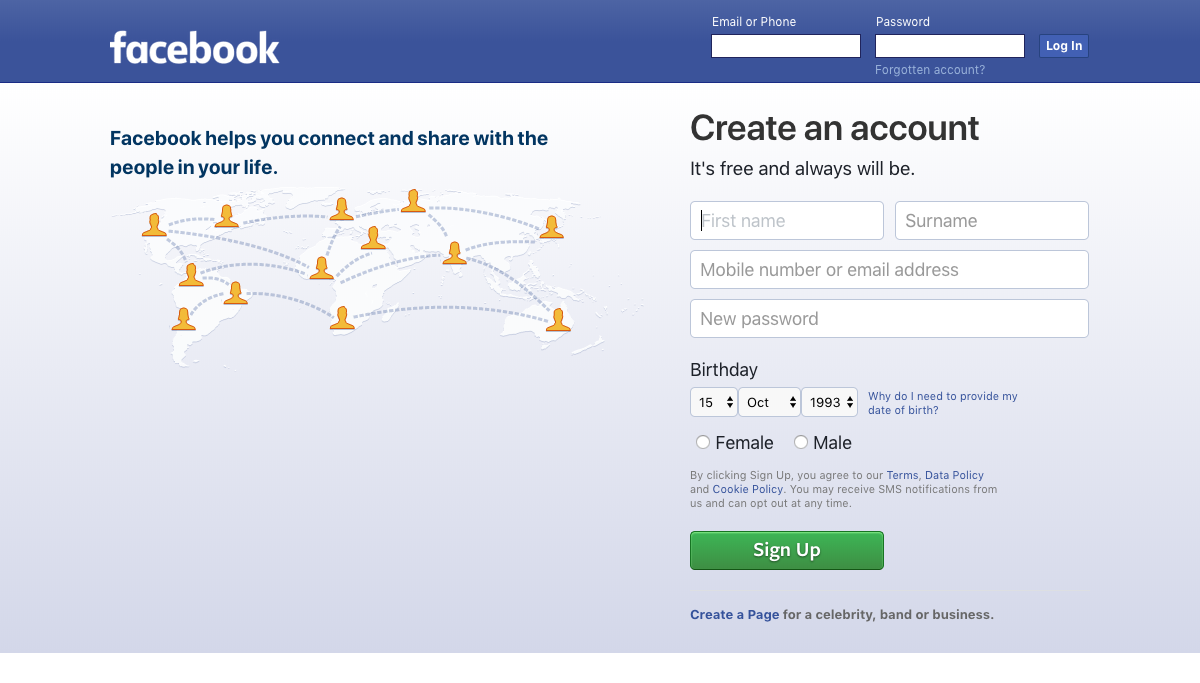 facebook
Email or Phone
Password
Log In
Forgotten account?
Facebook helps you connect and share with the
people in your life.
Create an account
It's free and always will be.
First name
Surname
Mobile number or email address
New password
Birthday
15 Oct 1993
Why do I need to provide my
date of birth?
Female Male
By clicking Sign Up, you agree to our Terms, Data Policy
and Cookie Policy. You may receive SMS notifications from
us and can opt out at any time.
Sign Up
Create a Page for a celebrity, band or business.